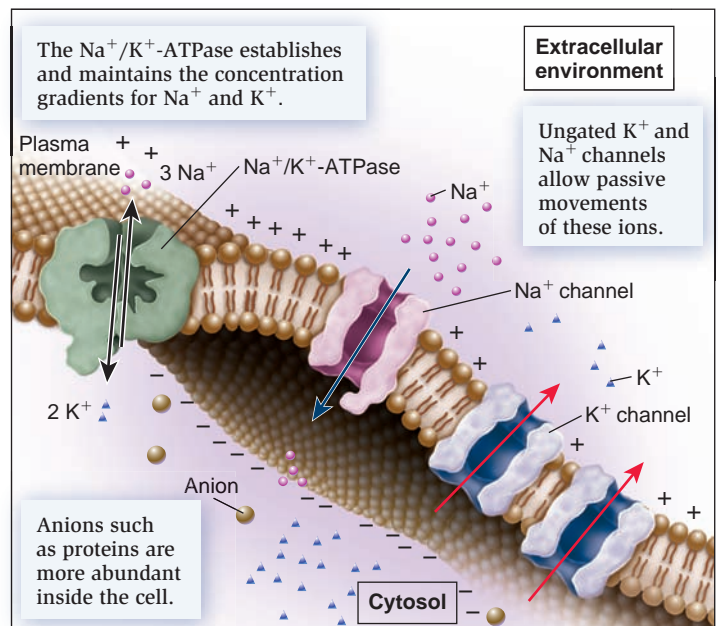 The Na⁺/K⁺-ATPase establishes
and maintains the concentration
gradients for Na⁺ and K⁺.
Extracellular
environment
Ungated K⁺ and
Na⁺ channels
allow passive
movements
of these ions.
Plasma
membrane
3 Na⁺
Na⁺/K⁺-ATPase
Na⁺
Na⁺ channel
K⁺
K⁺ channel
2 K⁺
Anion
Anions such
as proteins are
more abundant
inside the cell.
Cytosol